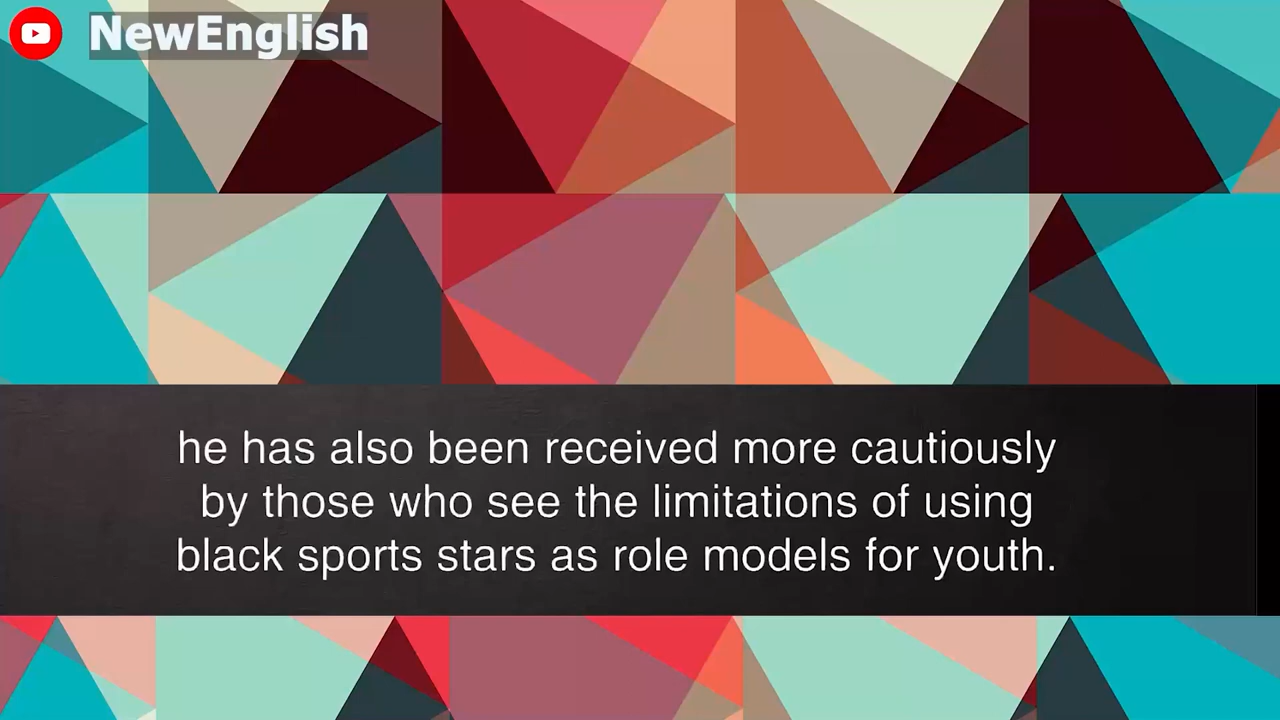 NewEnglish
he has also been received more cautiously
by those who see the limitations of using
black sports stars as role models for youth.